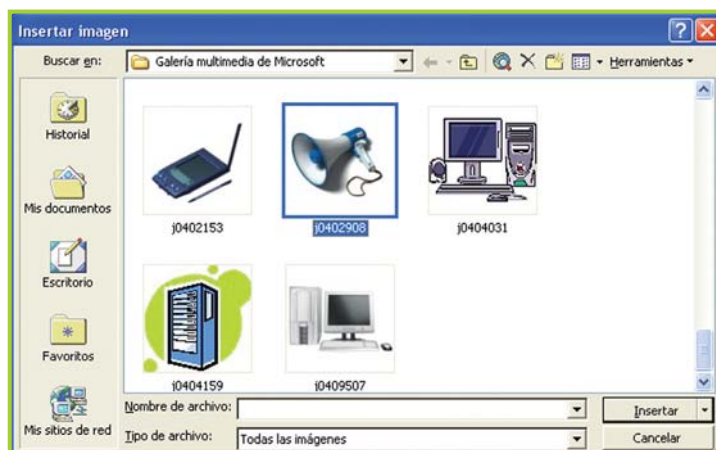 Insertar imagen
Buscar en: Galería multimedia de Microsoft Herramientas
Historial
Mis documentos
Escritorio
Favoritos
Mis sitios de red
j0402153 j0402908 j0404031
j0404159 j0409507
Nombre de archivo: Insertar
Tipo de archivo: Todas las imágenes Cancelar